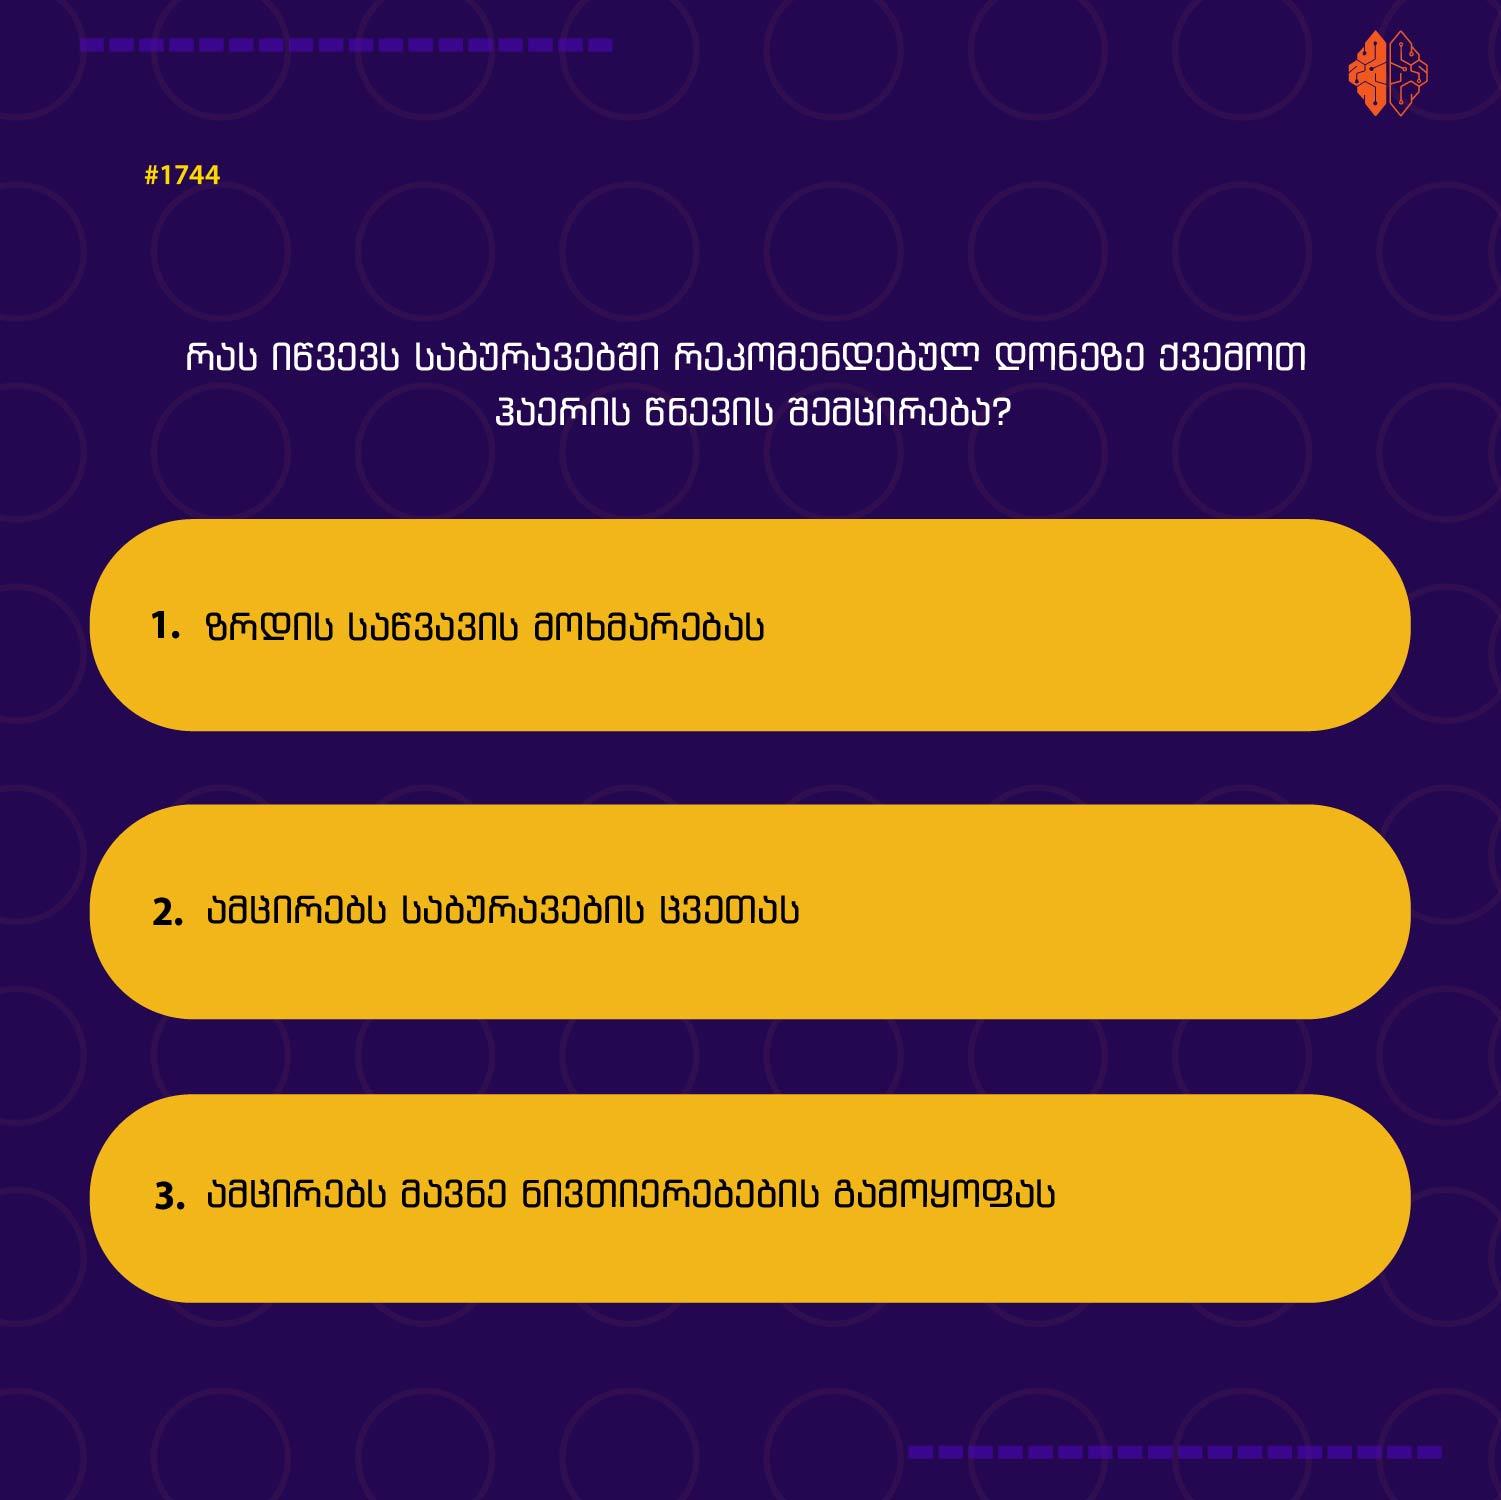 #1744
რას იწვევს საბურავებში რეკომენდებულ დონეზე ქვემოთ
ჰაერის წნევის შემცირება?
1. ზრდის საწვავის მოხმარებას
2. ამცირებს საბურავების ცვეთას
3. ამცირებს მავნე ნივთიერებების გამოყოფას